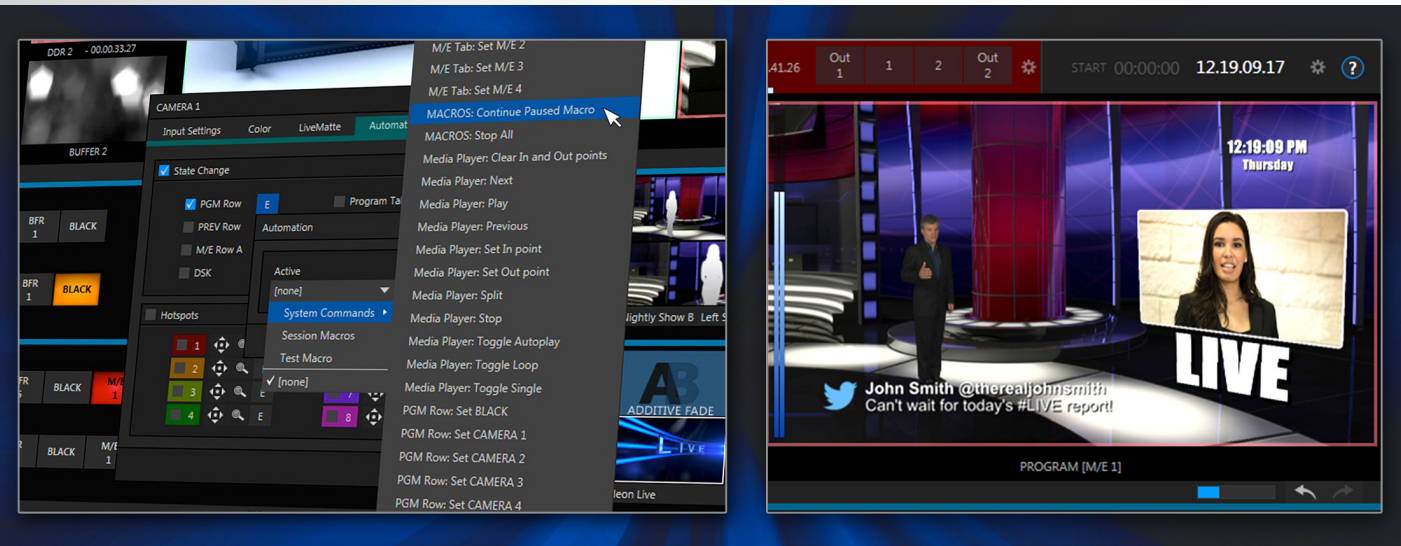 DDR 2 - 00.00.33.27
BUFFER 2
BFR
1
BLACK
BFR
1
BLACK
BLACK
M/E
1
BLACK
M/E
1
CAMERA 1
Input Settings
Color
LiveMatte
Automat
State Change
PGM Row
E
Program Ta
PREV Row
M/E Row A
DSK
Automation
Active
[none]
System Commands
Session Macros
Test Macro
[none]
Hotspots
1
2
3
E
4
E
7
8
M/E Tab: Set M/E 2
M/E Tab: Set M/E 3
M/E Tab: Set M/E 4
MACROS: Continue Paused Macro
MACROS: Stop All
Media Player: Clear In and Out points
Media Player: Next
Media Player: Play
Media Player: Previous
Media Player: Set In point
Media Player: Set Out point
Media Player: Split
Media Player: Stop
Media Player: Toggle Autoplay
Media Player: Toggle Loop
Media Player: Toggle Single
PGM Row: Set BLACK
PGM Row: Set CAMERA 1
PGM Row: Set CAMERA 2
PGM Row: Set CAMERA 3
PGM Row: Set CAMERA 4
Nightly Show B
Left S
AB
ADDITIVE FADE
LIVE
leon Live
.41.26
Out
1
1
2
Out
2
START 00:00:00
12.19.09.17
?
12:19:09 PM
Thursday
LIVE
John Smith @therealjohnsmith
Can't wait for today's #LIVE report!
PROGRAM [M/E 1]